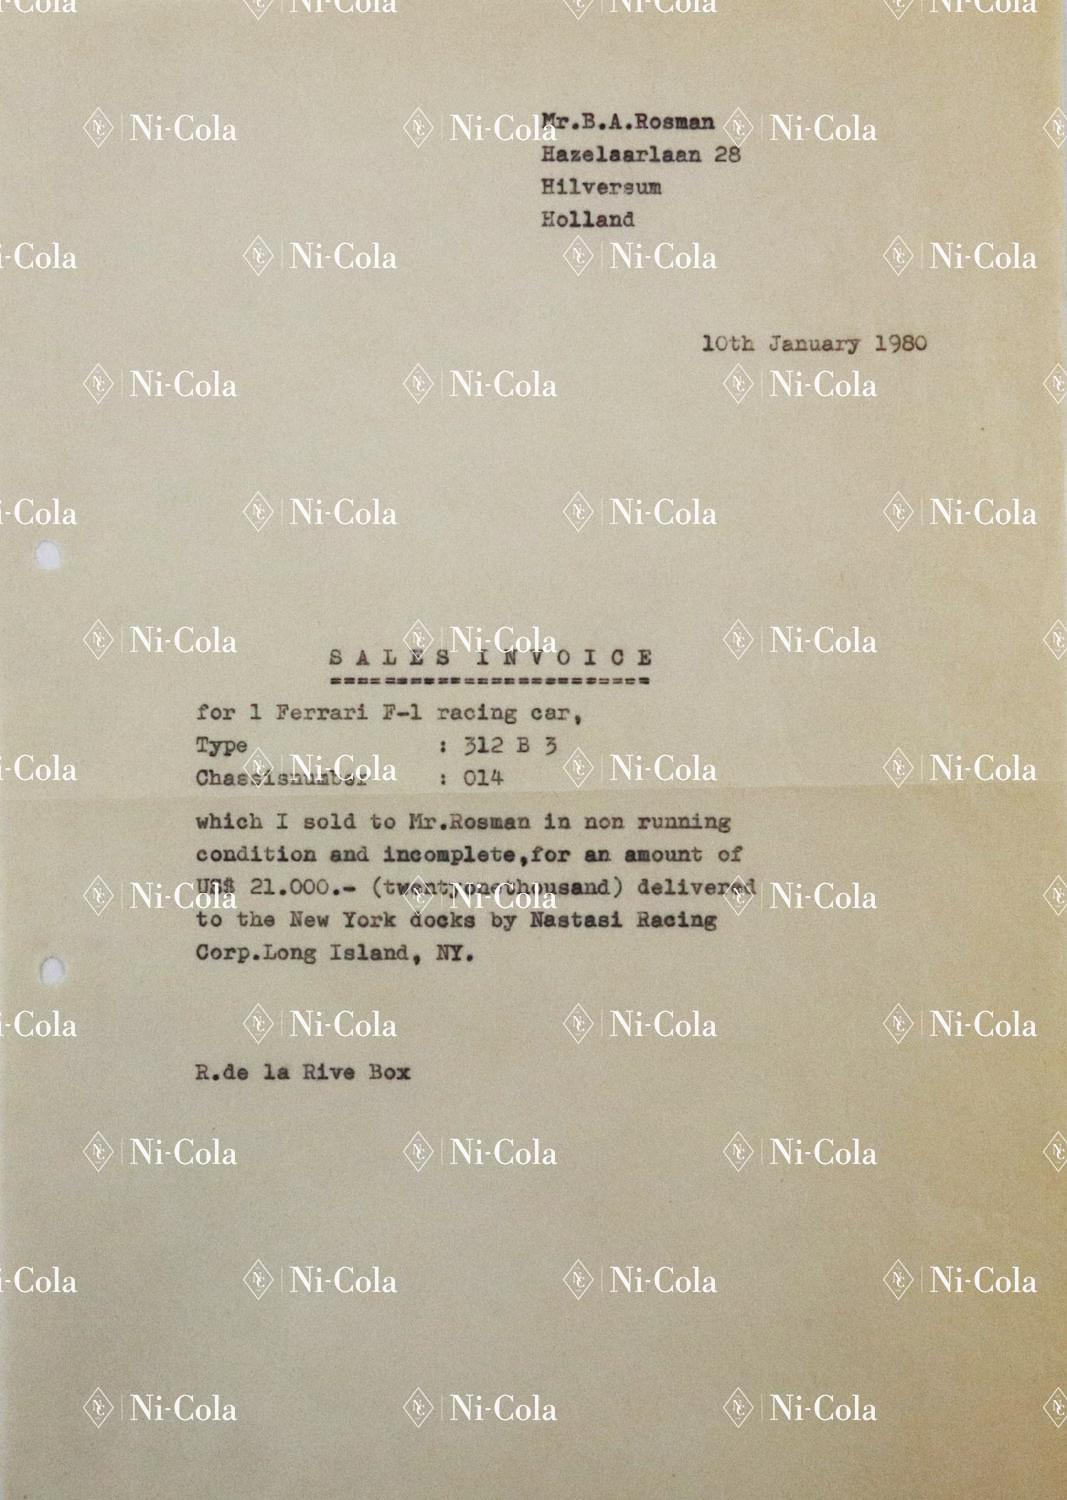 Mr.B.A.Rosman
Hazelaarlaan 28
Hilversum
Holland
10th January 1980
S A L E S I N V O I C E
for 1 Ferrari F-1 racing car,
Type : 312 B 3
Chassisnumber : 014
which I sold to Mr.Rosman in non running
condition and incomplete,for an amount of
US$ 21.000.- (twentyonethousand) delivered
to the New York docks by Nastasi Racing
Corp.Long Island, NY.
R.de la Rive Box
Ni-Cola